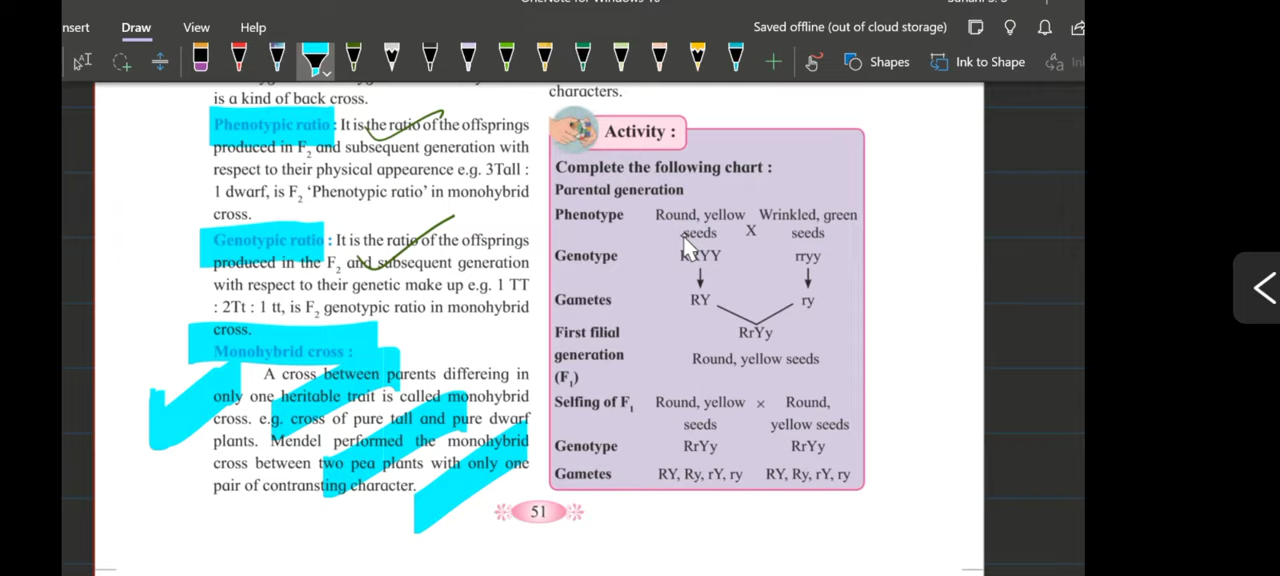 nsert Draw View Help
Saved offline (out of cloud storage)
Shapes Ink to Shape
is a kind of back cross.
Phenotypic ratio : It is the ratio of the offsprings
produced in F2 and subsequent generation with
respect to their physical appearence e.g. 3Tall :
1 dwarf, is F2 ‘Phenotypic ratio’ in monohybrid
cross.
Genotypic ratio : It is the ratio of the offsprings
produced in the F2 and subsequent generation
with respect to their genetic make up e.g. 1 TT
: 2Tt : 1 tt, is F2 genotypic ratio in monohybrid
cross.
Monohybrid cross :
A cross between parents differeing in
only one heritable trait is called monohybrid
cross. e.g. cross of pure tall and pure dwarf
plants. Mendel performed the monohybrid
cross between two pea plants with only one
pair of contransting character.
characters.
Activity :
Complete the following chart :
Parental generation
Phenotype Round, yellow Wrinkled, green
seeds X seeds
Genotype RRYY rryy
Gametes RY ry
First filial RrYy
generation Round, yellow seeds
(F1)
Selfing of F1 Round, yellow × Round,
seeds yellow seeds
Genotype RrYy RrYy
Gametes RY, Ry, rY, ry RY, Ry, rY, ry
51